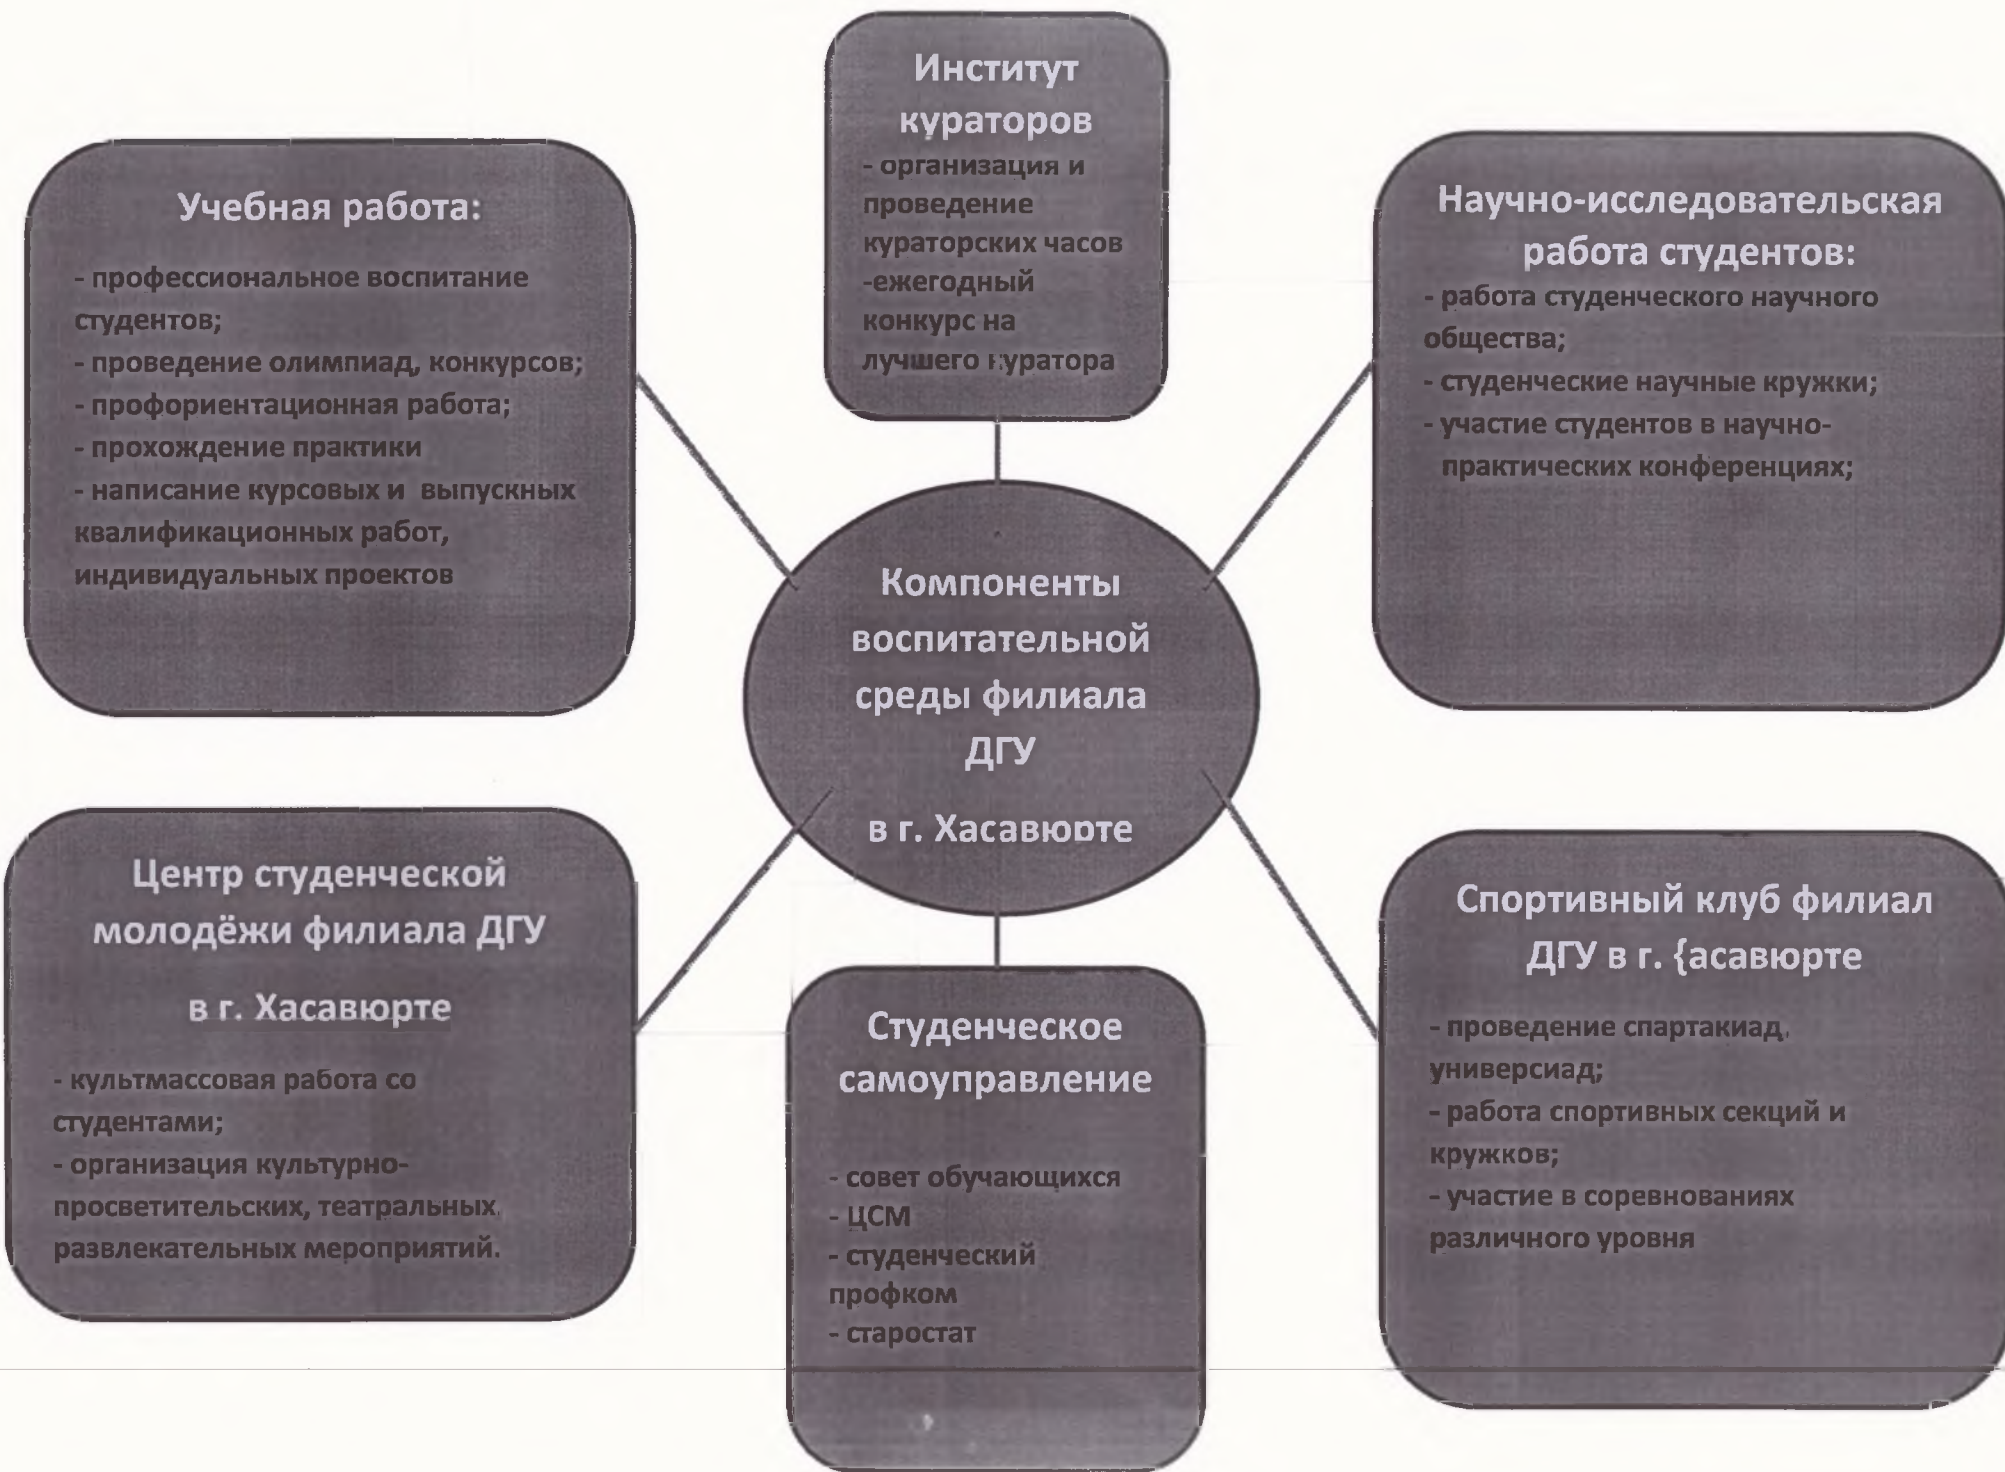 Институт
кураторов
- организация и
проведение
кураторских часов
-ежегодный
конкурс на
лучшего куратора
Учебная работа:
- профессиональное воспитание
студентов;
- проведение олимпиад, конкурсов;
- профориентационная работа;
- прохождение практики
- написание курсовых и выпускных
квалификационных работ,
индивидуальных проектов
Научно-исследовательская
работа студентов:
- работа студенческого научного
общества;
- студенческие научные кружки;
- участие студентов в научно-
практических конференциях;
Компоненты
воспитательной
среды филиала
ДГУ
в г. Хасавюрте
Центр студенческой
молодёжи филиала ДГУ
в г. Хасавюрте
- культмассовая работа со
студентами;
- организация культурно-
просветительских, театральных,
развлекательных мероприятий.
Студенческое
самоуправление
- совет обучающихся
- ЦСМ
- студенческий
профком
- старостат
Спортивный клуб филиал
ДГУ в г. {асавюрте
- проведение спартакиад,
универсиад;
- работа спортивных секций и
кружков;
- участие в соревнованиях
различного уровня